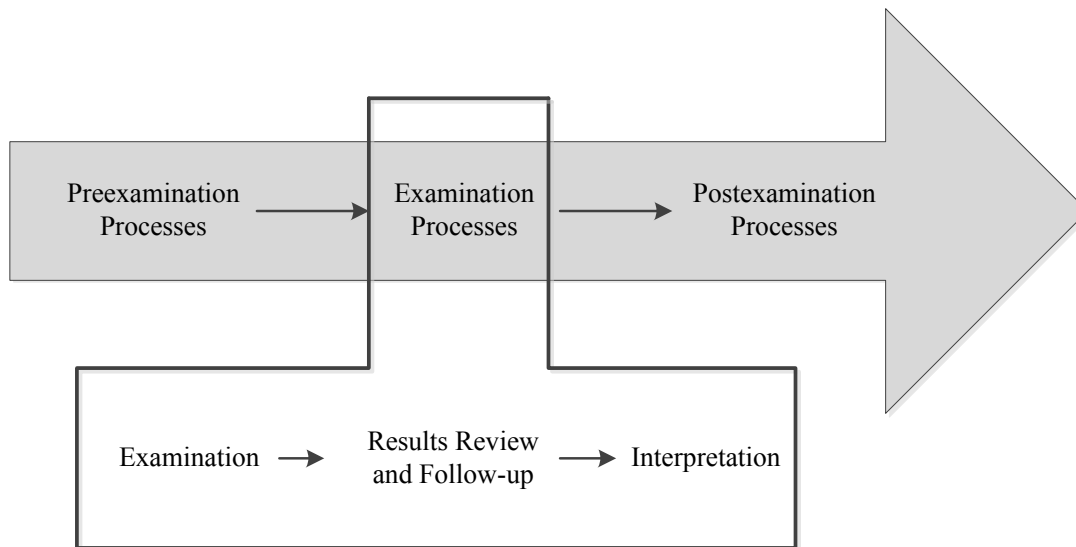 Preexamination
Processes
Examination
Processes
Postexamination
Processes
Examination
Results Review
and Follow-up
Interpretation